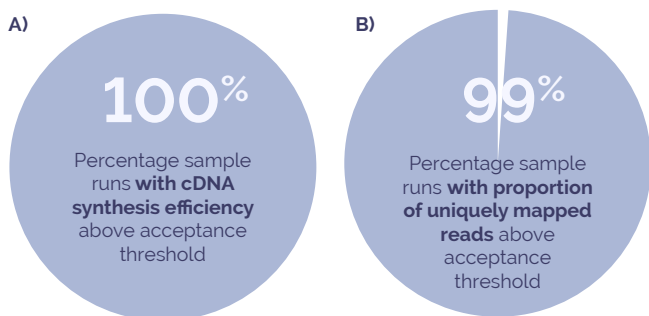 A)
100%
Percentage sample
runs with cDNA
synthesis efficiency
above acceptance
threshold
B)
99%
Percentage sample
runs with proportion
of uniquely mapped
reads above
acceptance
threshold